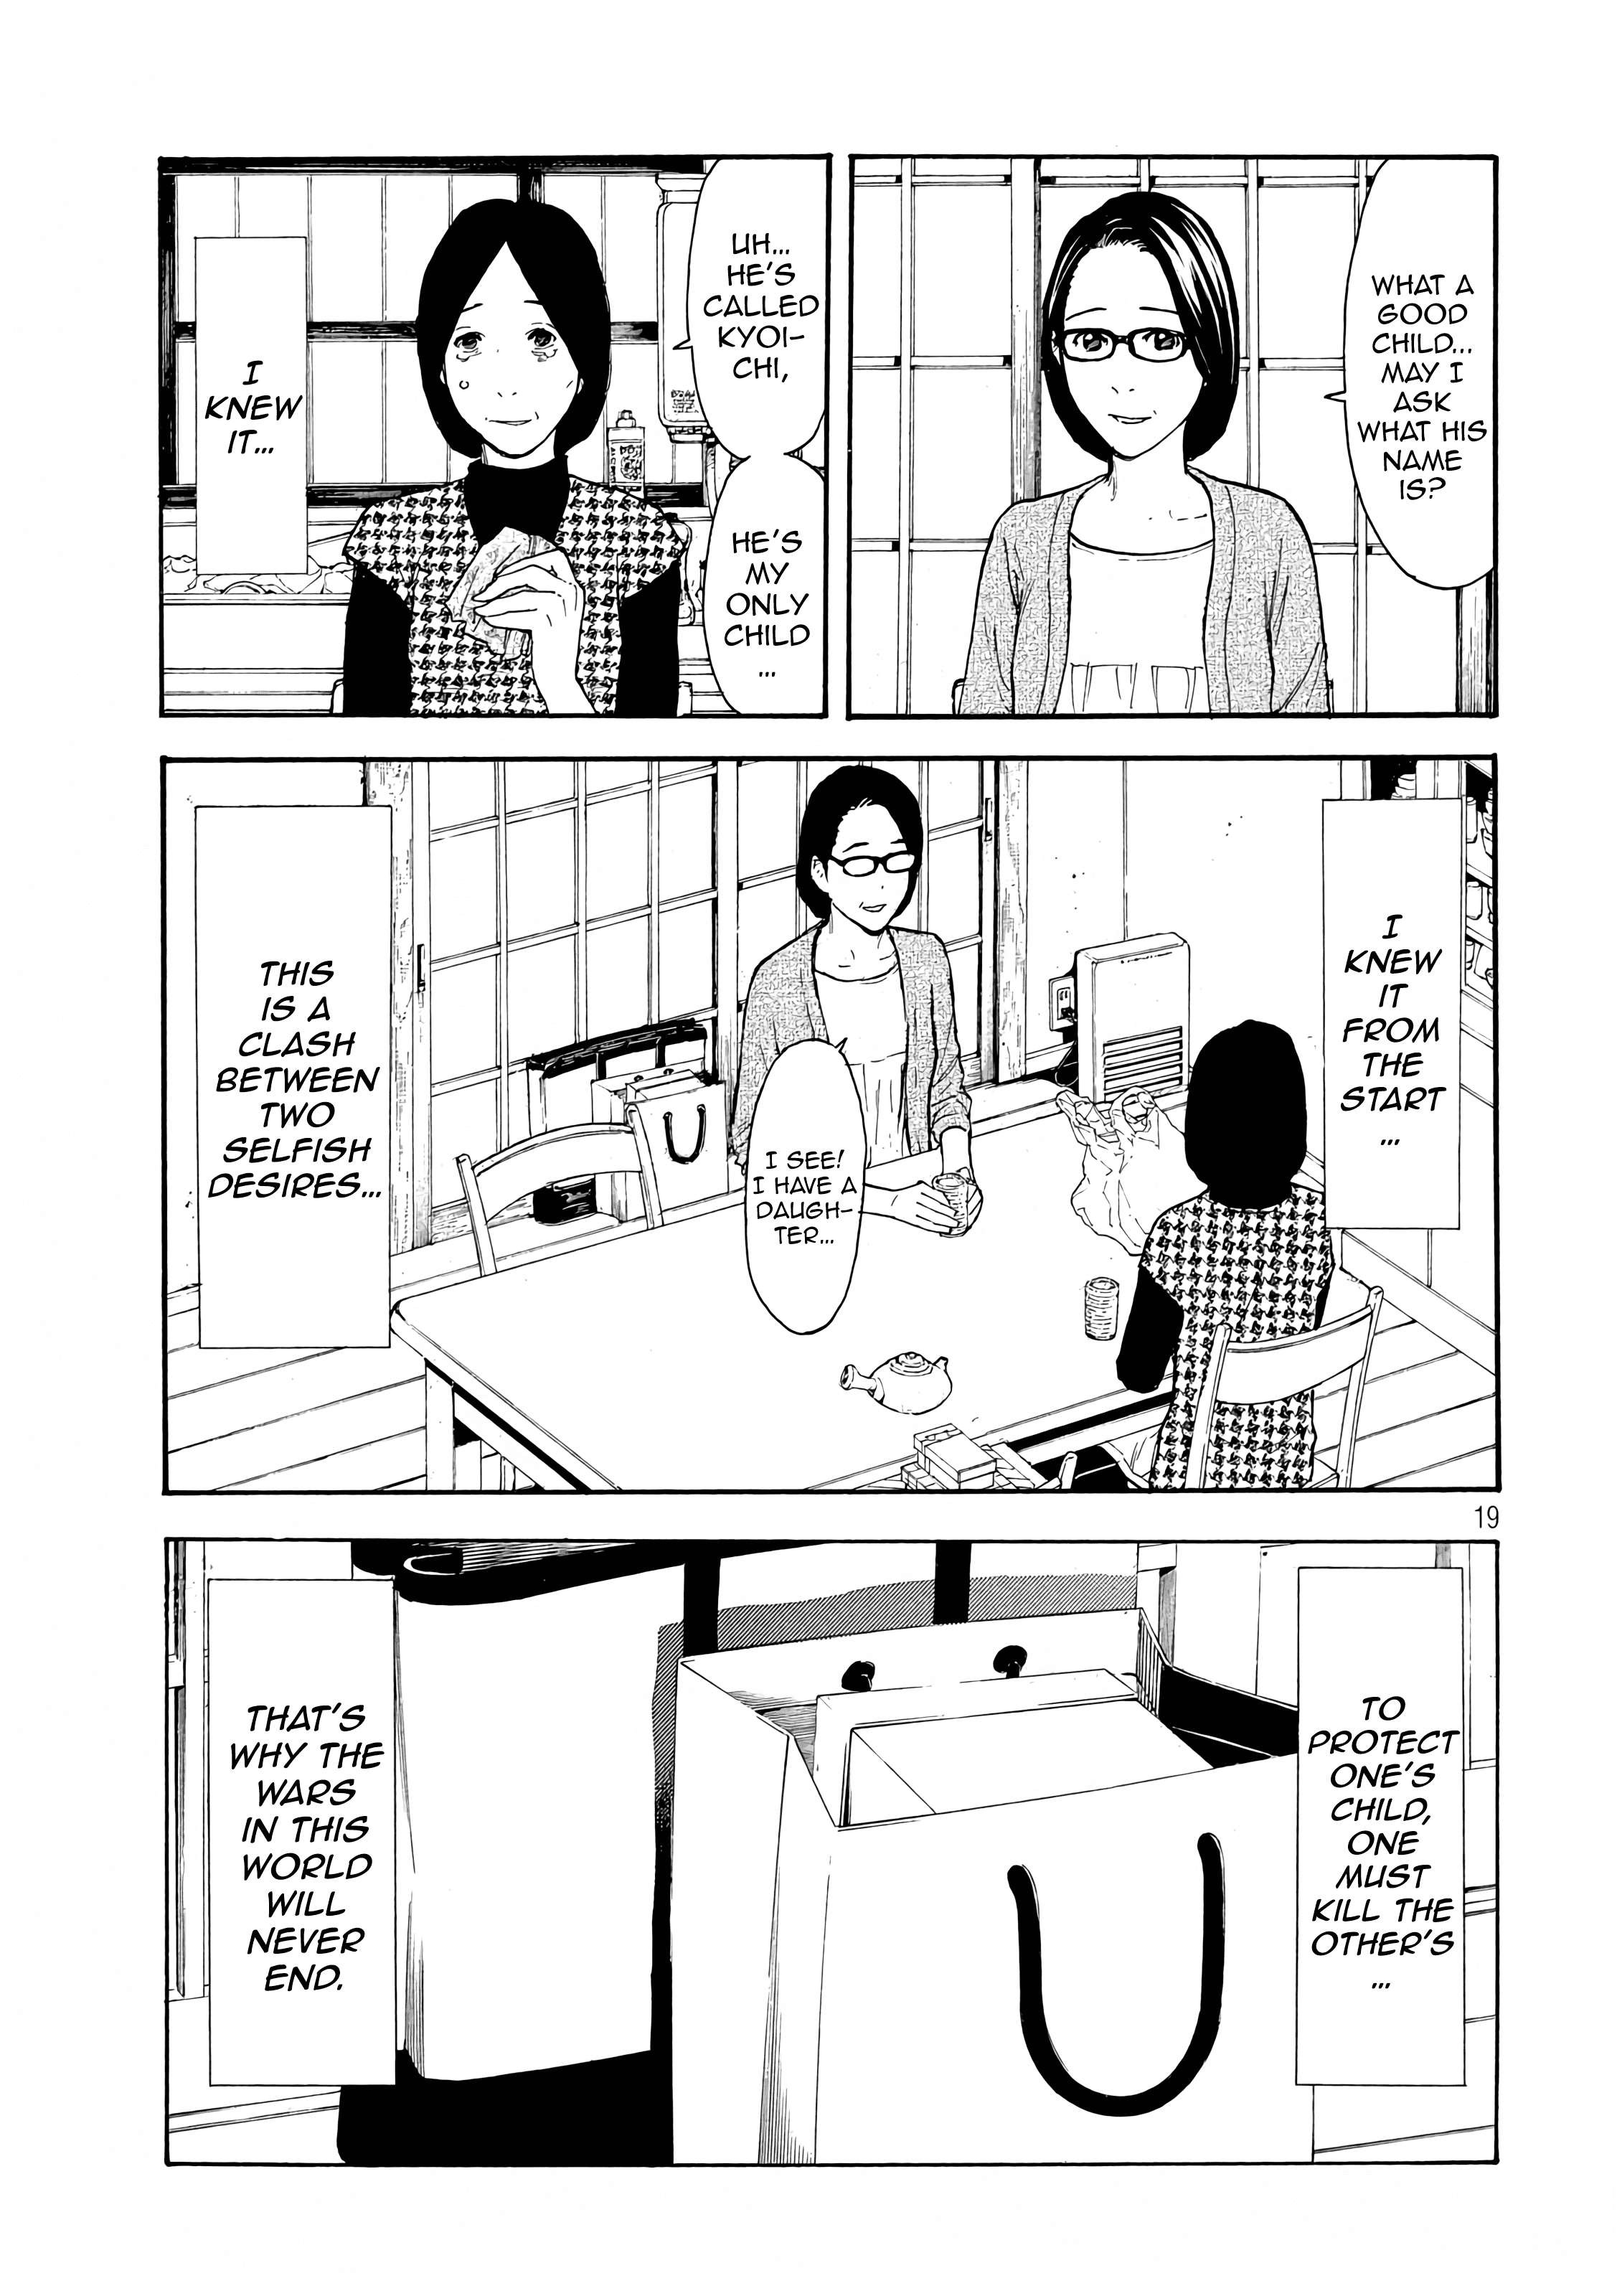 WHAT A
GOOD
CHILD...
MAY I
ASK
WHAT HIS
NAME
IS?
UH...
HE'S
CALLED
KYOI-
CHI,
HE'S
MY
ONLY
CHILD
...
I
KNEW
IT...
I
KNEW
IT
FROM
THE
START
...
I SEE!
I HAVE A
DAUGH-
TER...
THIS
IS A
CLASH
BETWEEN
TWO
SELFISH
DESIRES...
19
TO
PROTECT
ONE'S
CHILD,
ONE
MUST
KILL THE
OTHER'S
...
THAT'S
WHY THE
WARS
IN THIS
WORLD
WILL
NEVER
END.